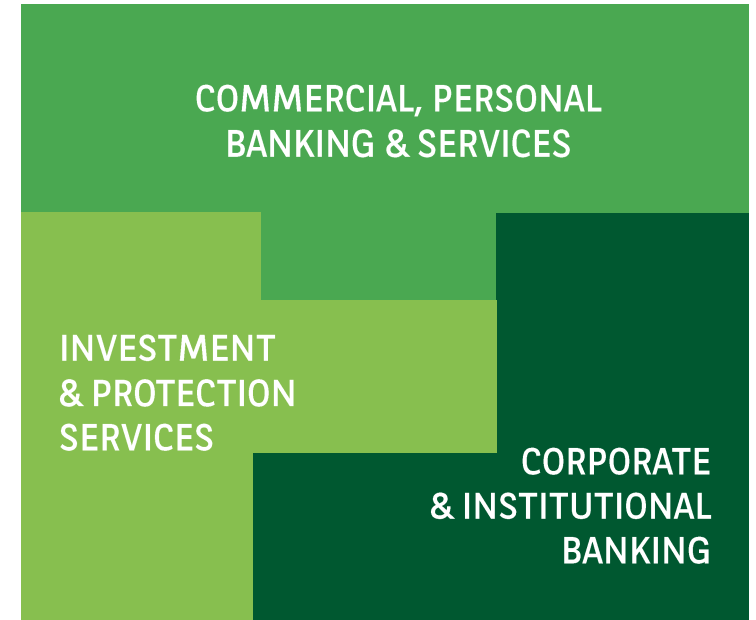 COMMERCIAL, PERSONAL
BANKING & SERVICES
INVESTMENT
& PROTECTION
SERVICES
CORPORATE
& INSTITUTIONAL
BANKING